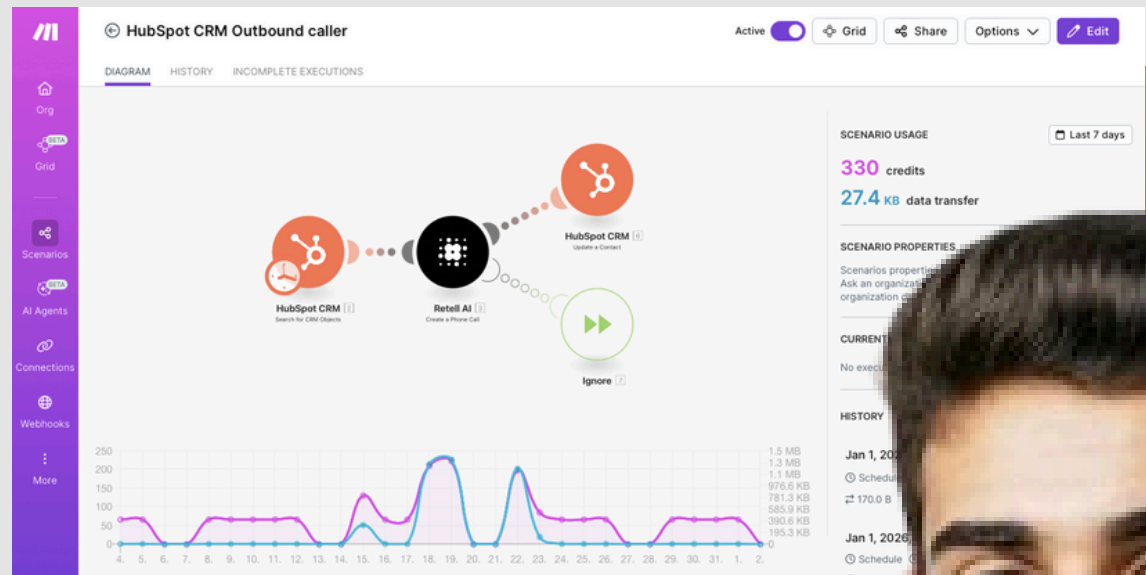 HubSpot CRM Outbound caller
Active
Grid
Share
Options
Edit
DIAGRAM
HISTORY
INCOMPLETE EXECUTIONS
Org
BETA
Grid
Scenarios
BETA
AI Agents
Connections
Webhooks
More
HubSpot CRM
Search for CRM Objects
Retell AI
Create a Phone Call
HubSpot CRM 6
Update a Contact
Ignore 7
SCENARIO USAGE
Last 7 days
330 credits
27.4 KB data transfer
SCENARIO PROPERTIES
Scenarios
Ask an
organization
CURRENT
No
HISTORY
Jan 1,
170.0 B
Jan 1, 2026
Schedule
250
200
150
100
50
0
1.5 MB
1.3 MB
1.1 MB
976.6 KB
781.3 KB
585.9 KB
390.6 KB
195.3 KB
0
4. 5. 6. 7. 8. 9. 10. 11. 12. 13. 14. 15. 16. 17. 18. 19. 20. 21. 22. 23. 24. 25. 26. 27. 28. 29. 30. 31. 1. 2.